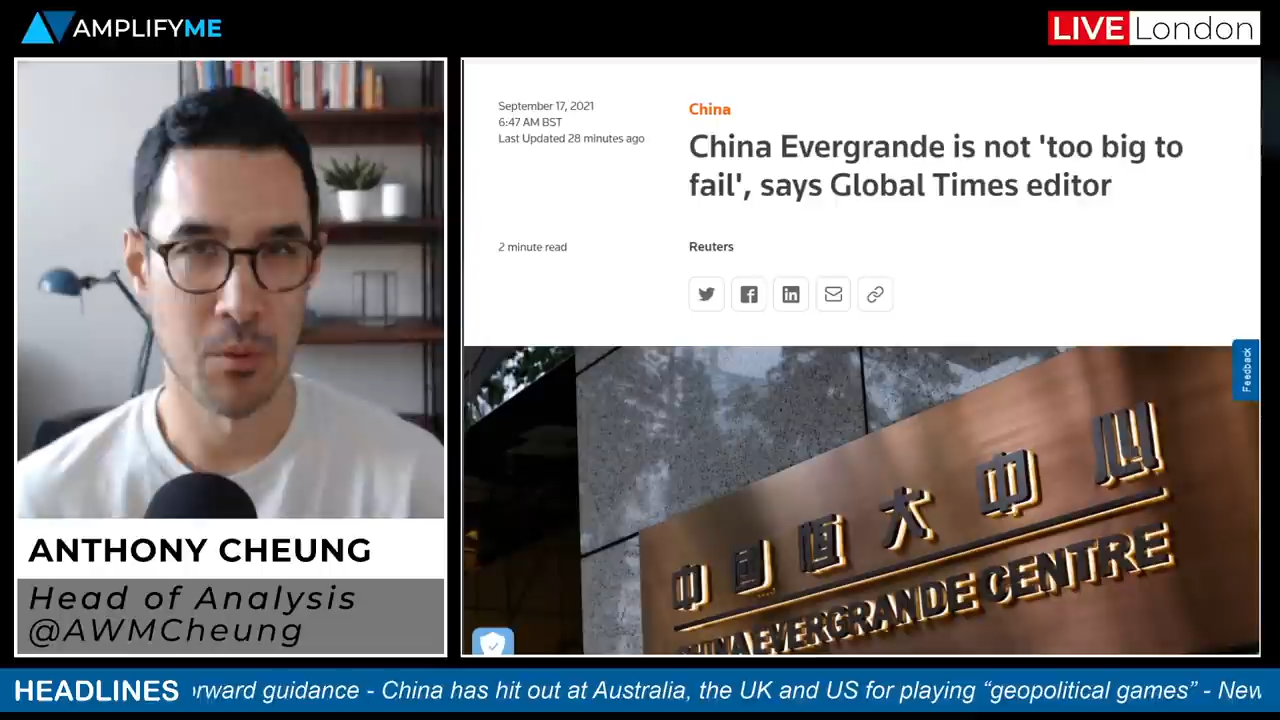 AMPLIFYME
LIVE London
September 17, 2021
6:47 AM BST
Last Updated 28 minutes ago
China
China Evergrande is not 'too big to
fail', says Global Times editor
2 minute read
Reuters
Feedback
中国恒大中心
CHINA EVERGRANDE CENTRE
ANTHONY CHEUNG
Head of Analysis
@AWMCheung
HEADLINES rward guidance - China has hit out at Australia, the UK and US for playing “geopolitical games” - New